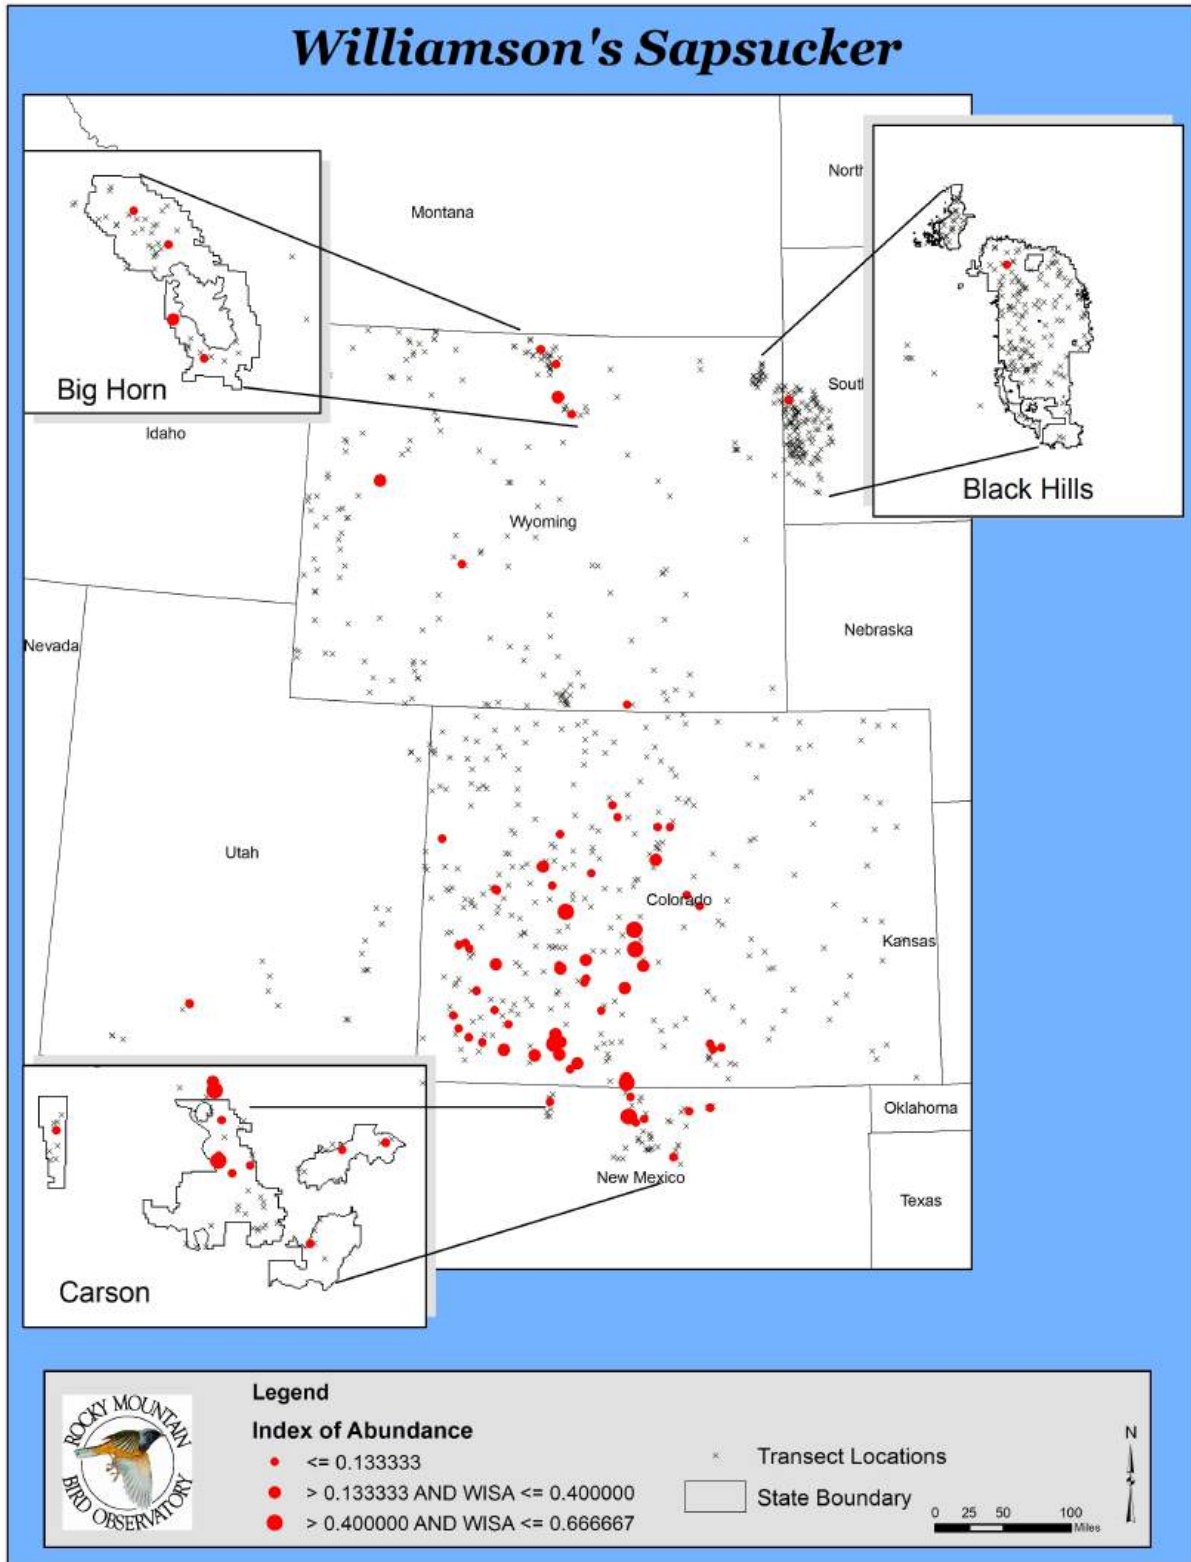 Williamson's Sapsucker
Montana
North
Big Horn
Idaho
South
Black Hills
Wyoming
Nevada
Nebraska
Utah
Colorado
Kansas
Oklahoma
New Mexico
Texas
Carson
Legend
Index of Abundance
<= 0.133333
> 0.133333 AND WISA <= 0.400000
> 0.400000 AND WISA <= 0.666667
Transect Locations
State Boundary
N
0 25 50 100
Miles
ROCKY MOUNTAIN
BIRD OBSERVATORY